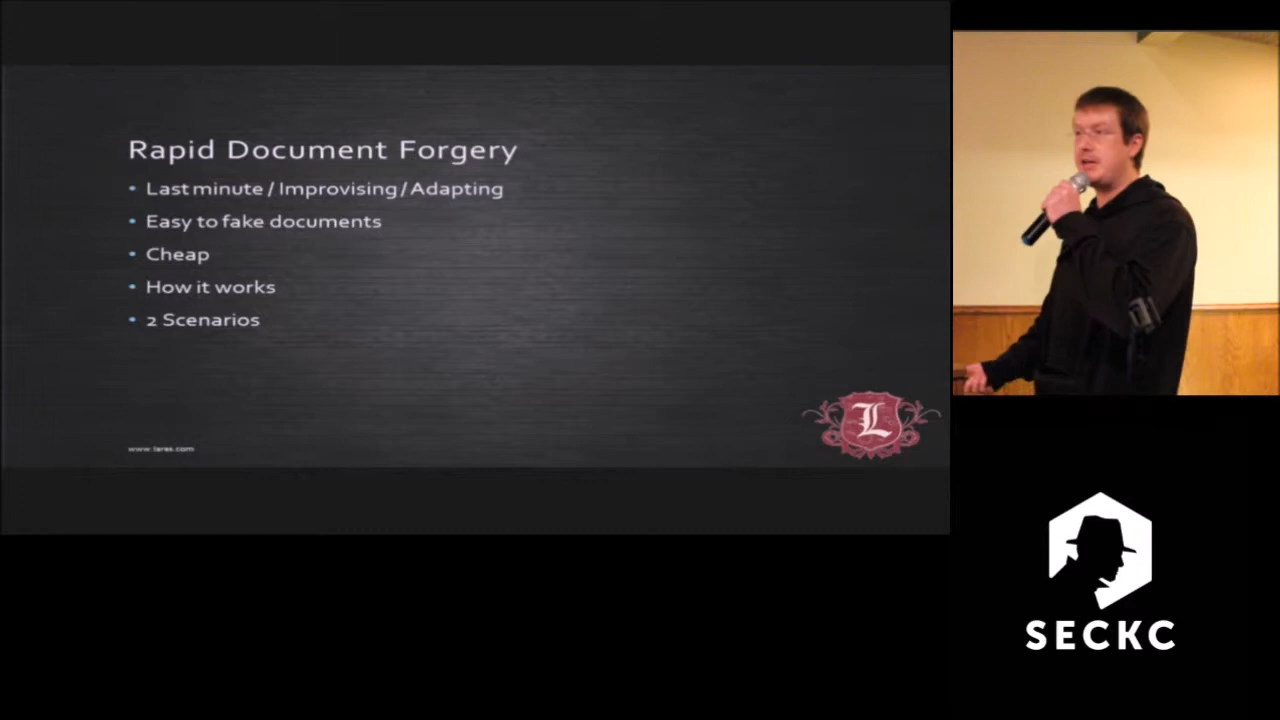 Rapid Document Forgery
• Last minute / Improvising / Adapting
• Easy to fake documents
• Cheap
• How it works
• 2 Scenarios
www.lares.com
L
SECKC